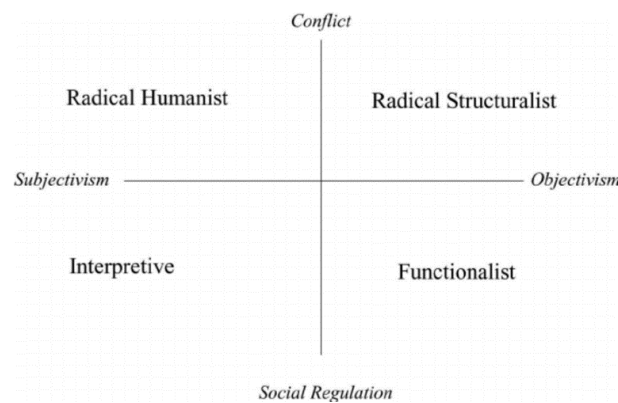 Conflict
Radical Humanist
Radical Structuralist
Subjectivism
Objectivism
Interpretive
Functionalist
Social Regulation